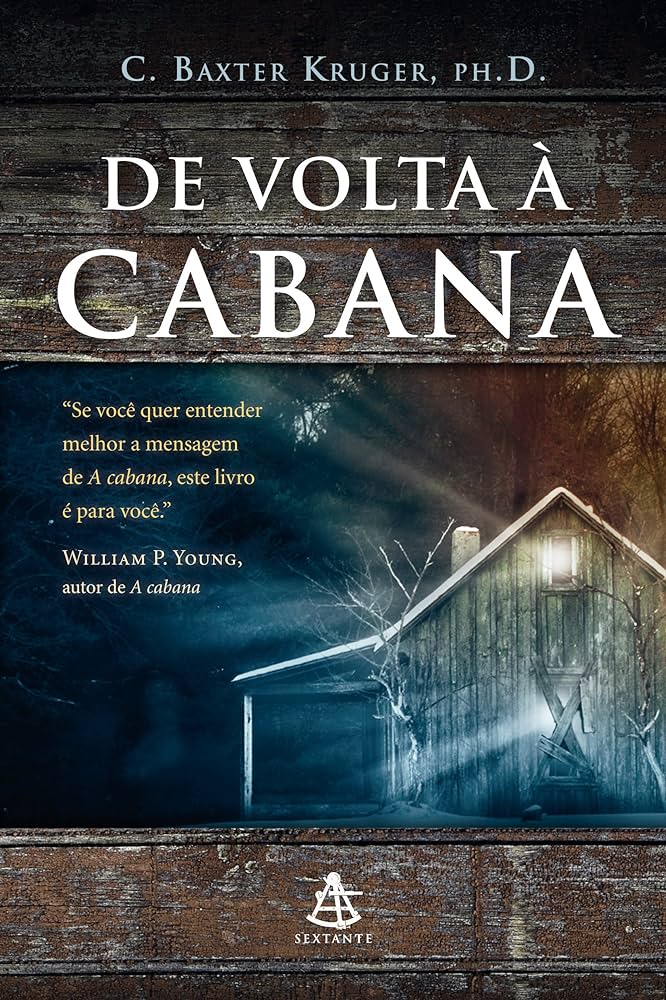 C. BAXTER KRUGER, PH.D.
DE VOLTA À
CABANA
“Se você quer entender
melhor a mensagem
de A cabana, este livro
é para você.”
WILLIAM P. YOUNG,
autor de A cabana
SEXTANTE